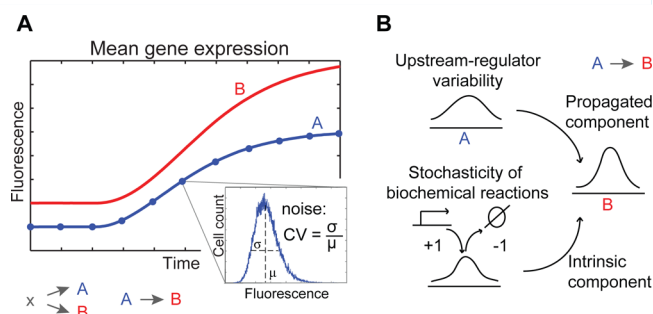 A
Mean gene expression
B
A
Fluorescence
Time
Cell count
noise:
CV = σ/μ
σ
μ
Fluorescence
x
A
B
A → B
B
Upstream-regulator
variability
A
A → B
Propagated
component
Stochasticity
of biochemical reactions
+1
-1
B
Intrinsic
component